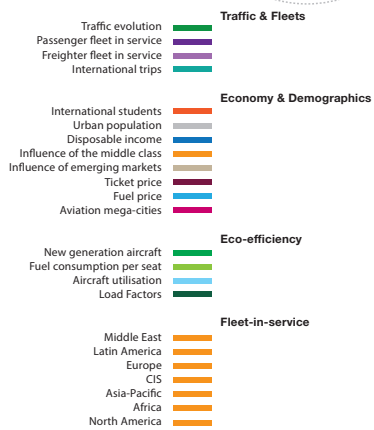 Traffic & Fleets
Traffic evolution
Passenger fleet in service
Freighter fleet in service
International trips
Economy & Demographics
International students
Urban population
Disposable income
Influence of the middle class
Influence of emerging markets
Ticket price
Fuel price
Aviation mega-cities
Eco-efficiency
New generation aircraft
Fuel consumption per seat
Aircraft utilisation
Load Factors
Fleet-in-service
Middle East
Latin America
Europe
CIS
Asia-Pacific
Africa
North America